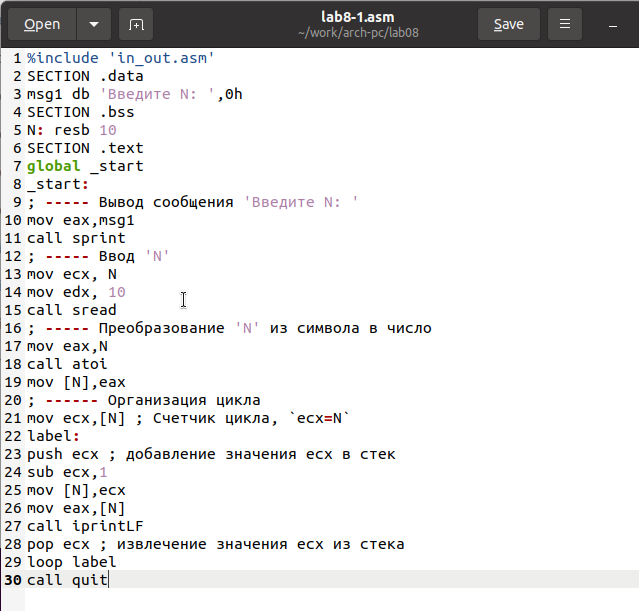 Open
lab8-1.asm
~/work/arch-pc/lab08
Save
1 %include 'in_out.asm'
2 SECTION .data
3 msg1 db 'Введите N: ',0h
4 SECTION .bss
5 N: resb 10
6 SECTION .text
7 global _start
8 _start:
9 ; ----- Вывод сообщения 'Введите N: '
10 mov eax,msg1
11 call sprint
12 ; ----- Ввод 'N'
13 mov ecx, N
14 mov edx, 10
15 call sread
16 ; ----- Преобразование 'N' из символа в число
17 mov eax,N
18 call atoi
19 mov [N],eax
20 ; ------ Организация цикла
21 mov ecx,[N] ; Счетчик цикла, `ecx=N`
22 label:
23 push ecx ; добавление значения ecx в стек
24 sub ecx,1
25 mov [N],ecx
26 mov eax,[N]
27 call iprintLF
28 pop ecx ; извлечение значения ecx из стека
29 loop label
30 call quit